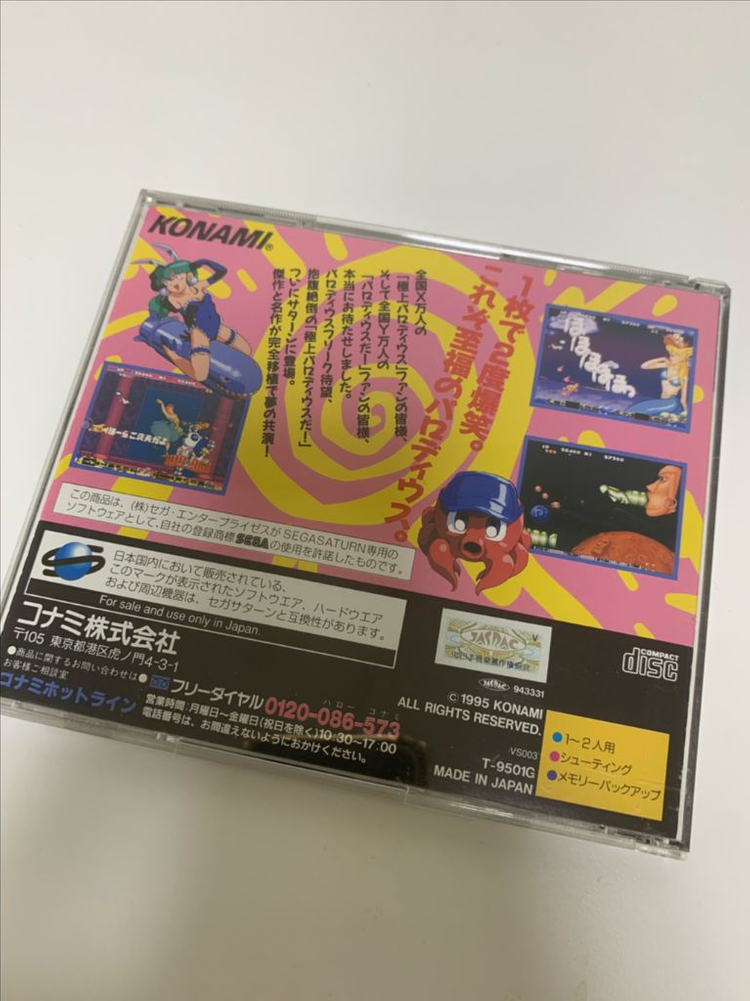 KONAMI®
1枚で2度爆笑。
これぞ至福のパロディウス。
全国X万人の
「極上パロディウス」ファンの皆様、
そして全国Y万人の
「パロディウスだ!」ファンの皆様、
本当にお待たせしました。
パロディウスフリーク待望、
抱腹絶倒の「極上パロディウスだ!」
ついにサターンに登場。
傑作と名作が完全移植で夢の共演!
この商品は、(株)セガ・エンタープライゼスがSEGASATURN専用の
ソフトウェアとして、自社の登録商標SEGAの使用を許諾したものです。
日本国内において販売されている、
このマークが表示されたソフトウェア、ハードウエア
および周辺機器は、セガサターンと互換性があります。
For sale and use only in Japan.
コナミ株式会社
〒105 東京都港区虎ノ門4-3-1
●商品に関するお問い合わせは●
お客様ご相談室
コナミホットライン
フリーダイヤル0120-086-573
ハロー コナミ
営業時間:月曜日〜金曜日(祝日を除く)10:30〜17:00
電話番号は、お間違えないようにおかけください。
JASRAC
V
943331
© 1995 KONAMI
ALL RIGHTS RESERVED.
VS003
T-9501G
MADE IN JAPAN
COMPACT
disc
●1〜2人用
●シューティング
●メモリーバックアップ